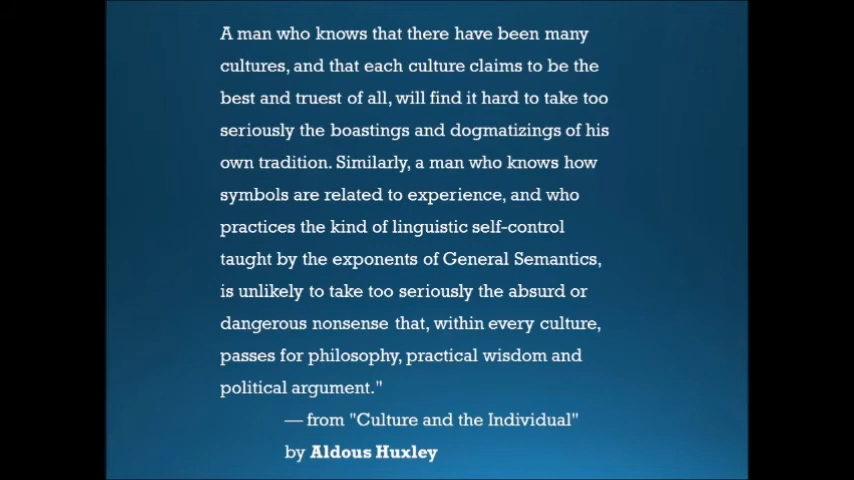 A man who knows that there have been many
cultures, and that each culture claims to be the
best and truest of all, will find it hard to take too
seriously the boastings and dogmatizings of his
own tradition. Similarly, a man who knows how
symbols are related to experience, and who
practices the kind of linguistic self-control
taught by the exponents of General Semantics,
is unlikely to take too seriously the absurd or
dangerous nonsense that, within every culture,
passes for philosophy, practical wisdom and
political argument."
— from "Culture and the Individual"
by Aldous Huxley